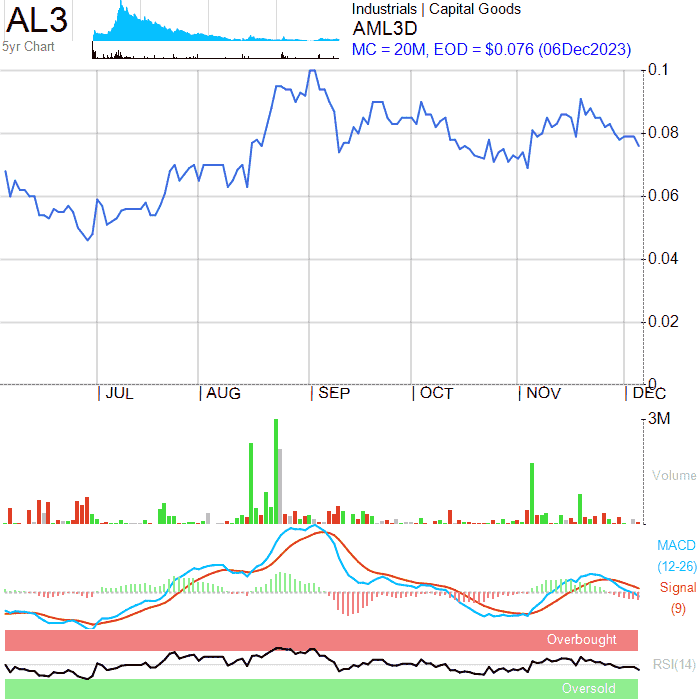 AL3
5yr Chart
Industrials | Capital Goods
AML3D
MC = 20M, EOD = $0.076 (06Dec2023)
0.1
0.08
0.06
0.04
0.02
0
| JUL | AUG | SEP | OCT | NOV | DEC
3M
Volume
MACD
(12-26)
Signal
(9)
Overbought
RSI(14)
Oversold